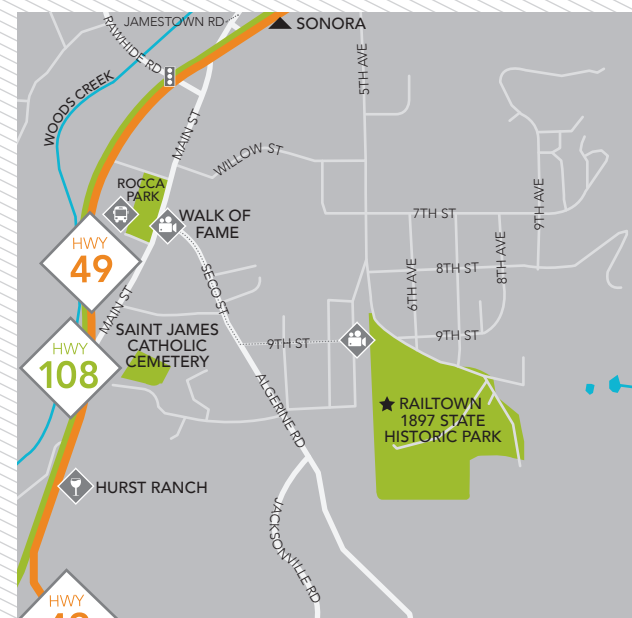 JAMESTOWN RD
SONORA
RAWHIDE RD
5TH AVE
WOODS CREEK
MAIN ST
WILLOW ST
ROCCA
PARK
9TH AVE
WALK OF
FAME
7TH ST
HWY
49
SECO ST
8TH ST
8TH AVE
6TH AVE
MAIN ST
SAINT JAMES
CATHOLIC
CEMETERY
9TH ST
9TH ST
HWY
108
ALGERINE RD
RAILTOWN
1897 STATE
HISTORIC PARK
HURST RANCH
JACKSONVILLE RD
HWY